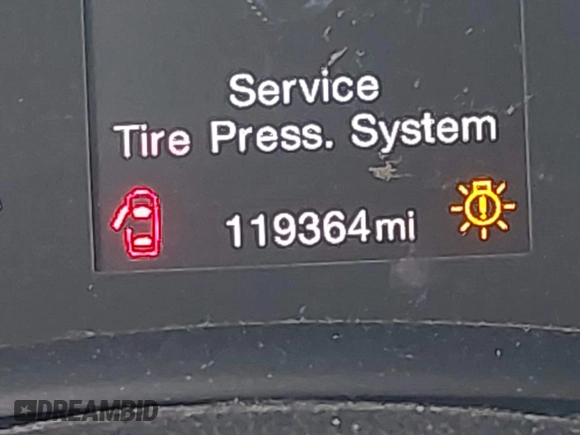 Service
Tire Press. System
119364mi
DREAMBID